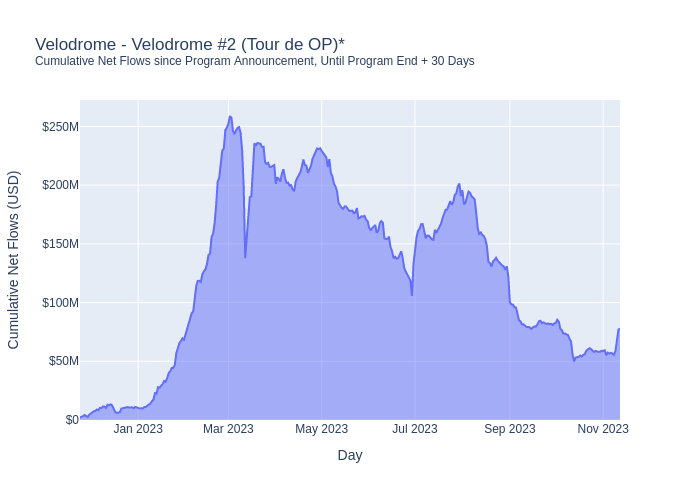 Velodrome - Velodrome #2 (Tour de OP)*
Cumulative Net Flows since Program Announcement, Until Program End + 30 Days
Cumulative Net Flows (USD)
$250M
$200M
$150M
$100M
$50M
$0
Jan 2023 Mar 2023 May 2023 Jul 2023 Sep 2023 Nov 2023
Day